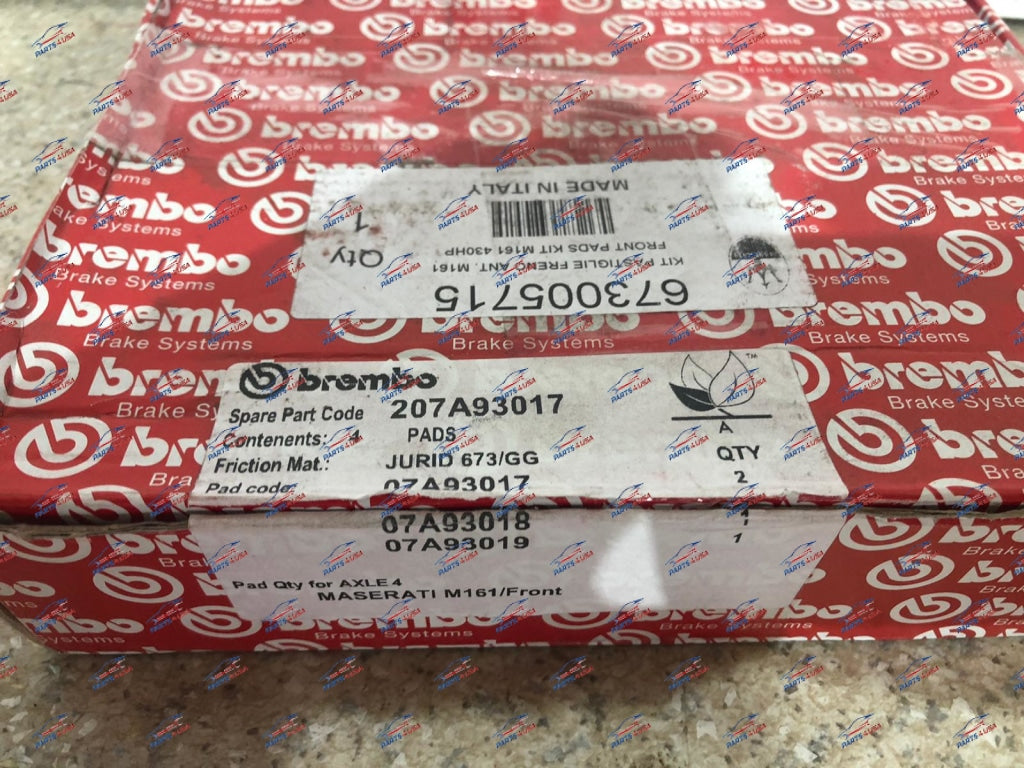 brembo
Brake Systems
MADE IN ITALY
Qty 1
FRONT PADS KIT M161 430HP
KIT PASTIGLIE FRENO ANT. M161
673005715
brembo
Spare Part Code 207A93017
Contenents: 4 PADS
Friction Mat.: JURID 673/GG
Pad code: 07A93017
A
QTY
2
07A93018 1
07A93019 1
Pad Qty for AXLE 4
MASERATI M161/Front
PARTS4USA